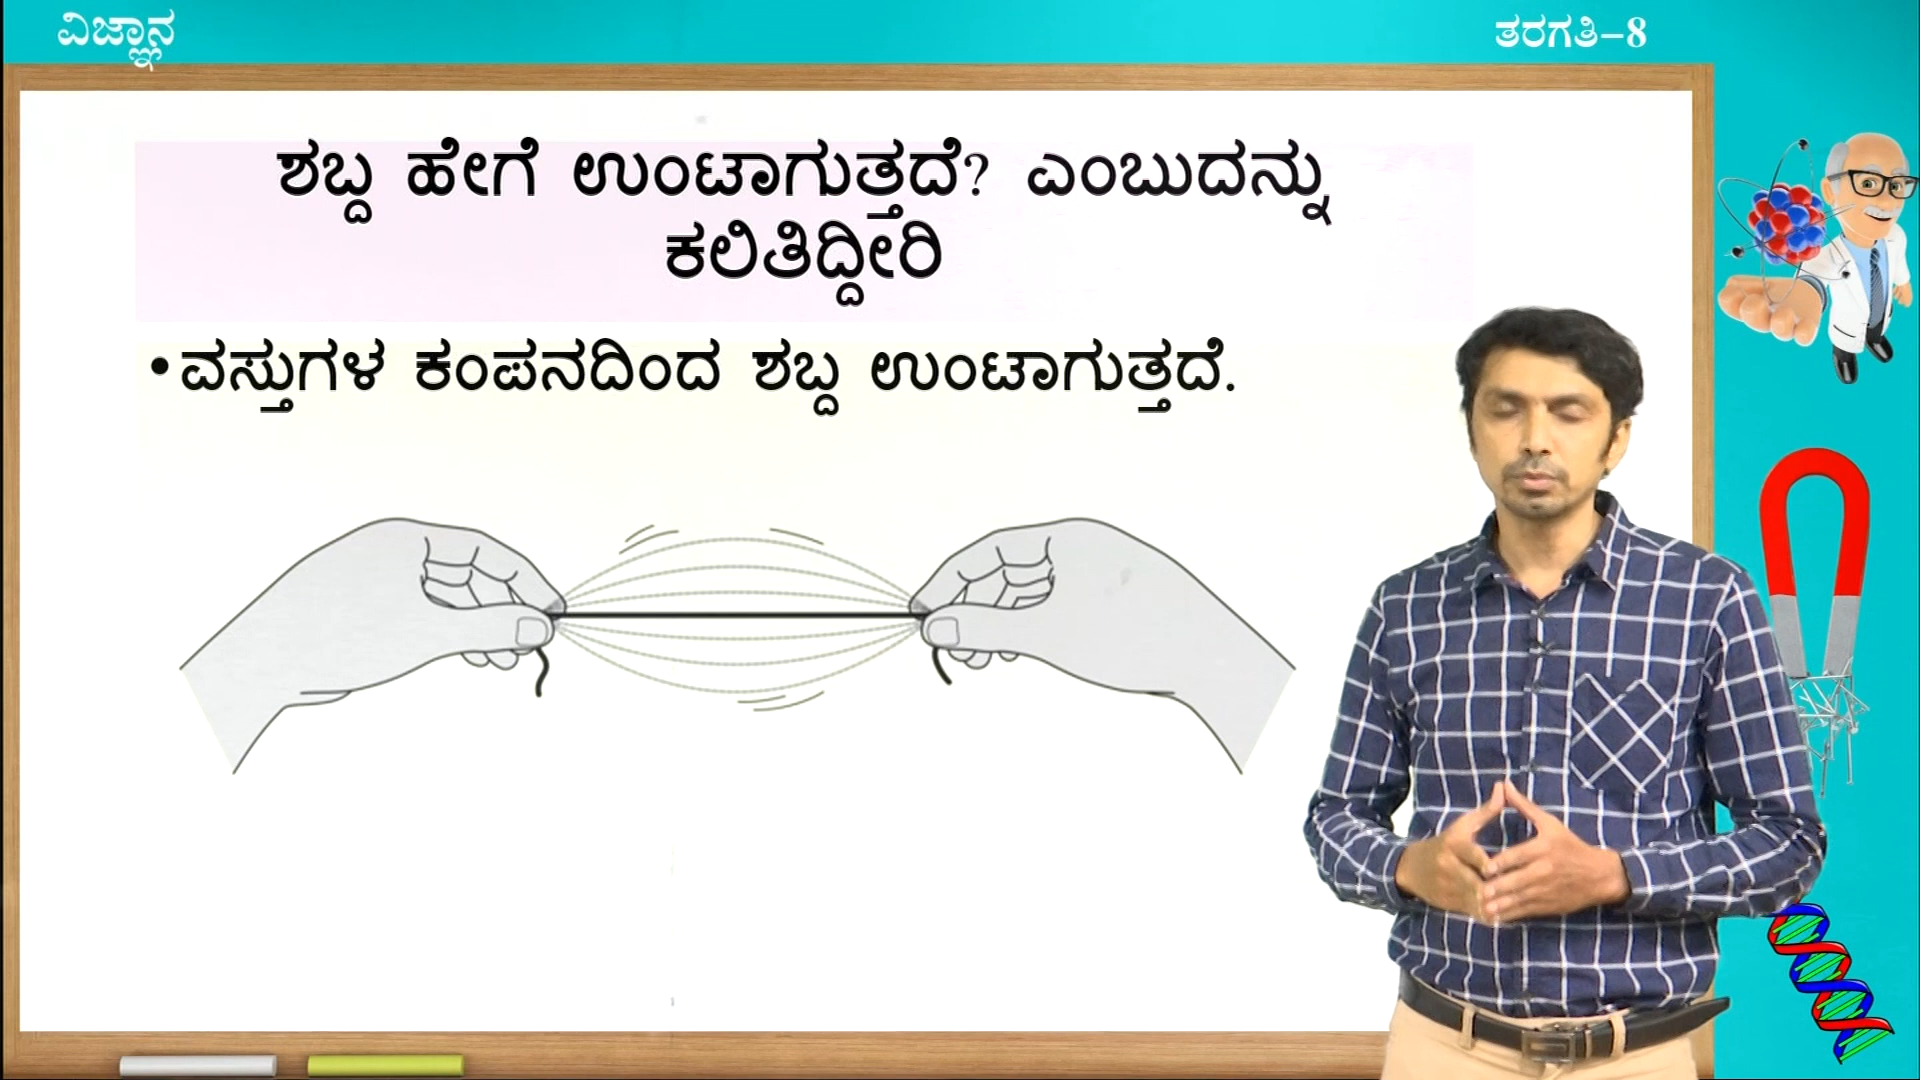 ವಿಜ್ಞಾನ
ತರಗತಿ–8
ಶಬ್ದ ಹೇಗೆ ಉಂಟಾಗುತ್ತದೆ? ಎಂಬುದನ್ನು
ಕಲಿತಿದ್ದೀರಿ
•ವಸ್ತುಗಳ ಕಂಪನದಿಂದ ಶಬ್ದ ಉಂಟಾಗುತ್ತದೆ.